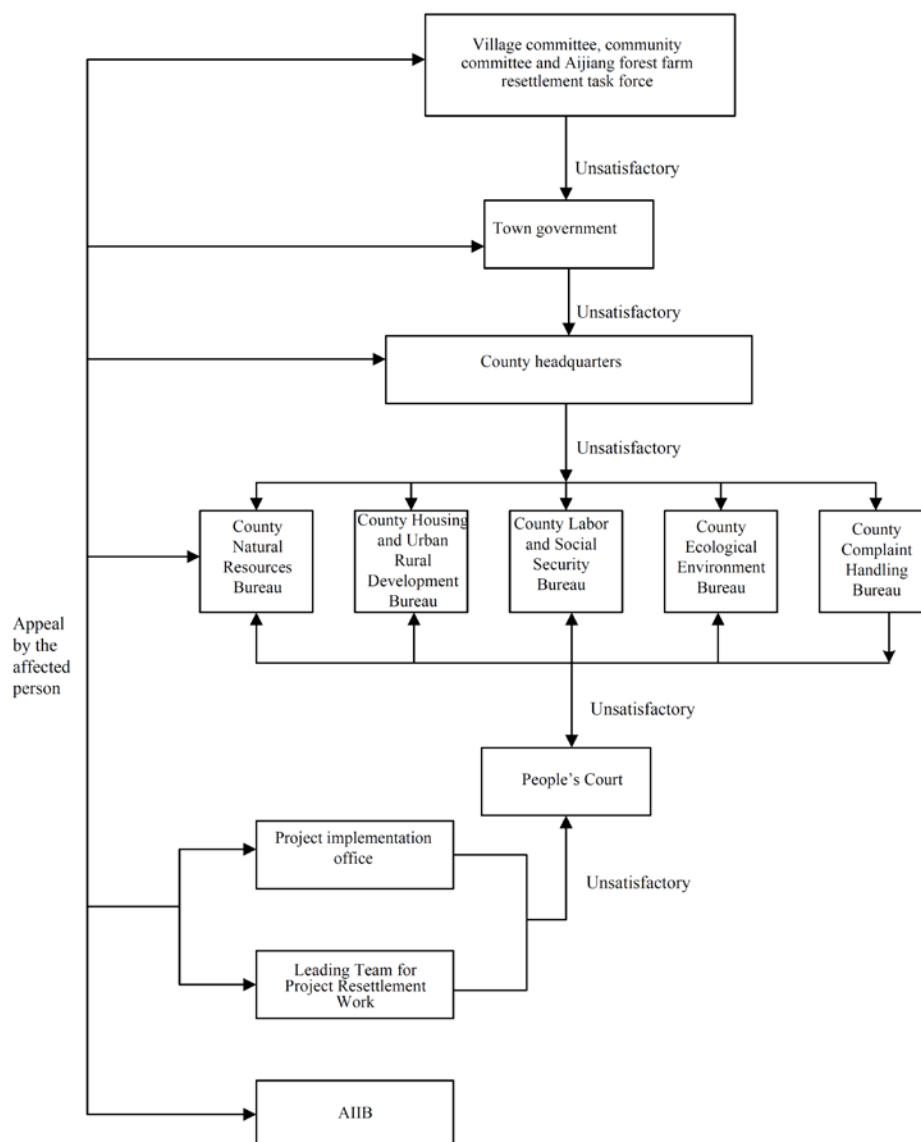 Village committee, community
committee and Aijiang forest farm
resettlement task force
Unsatisfactory
Town government
Unsatisfactory
County headquarters
Unsatisfactory
County
Natural
Resources
Bureau
County Housing
and Urban
Rural
Development
Bureau
County Labor
and Social
Security
Bureau
County
Ecological
Environment
Bureau
County
Complaint
Handling
Bureau
Appeal
by the
affected
person
Unsatisfactory
People's Court
Project implementation
office
Unsatisfactory
Leading Team for
Project Resettlement
Work
AIIB